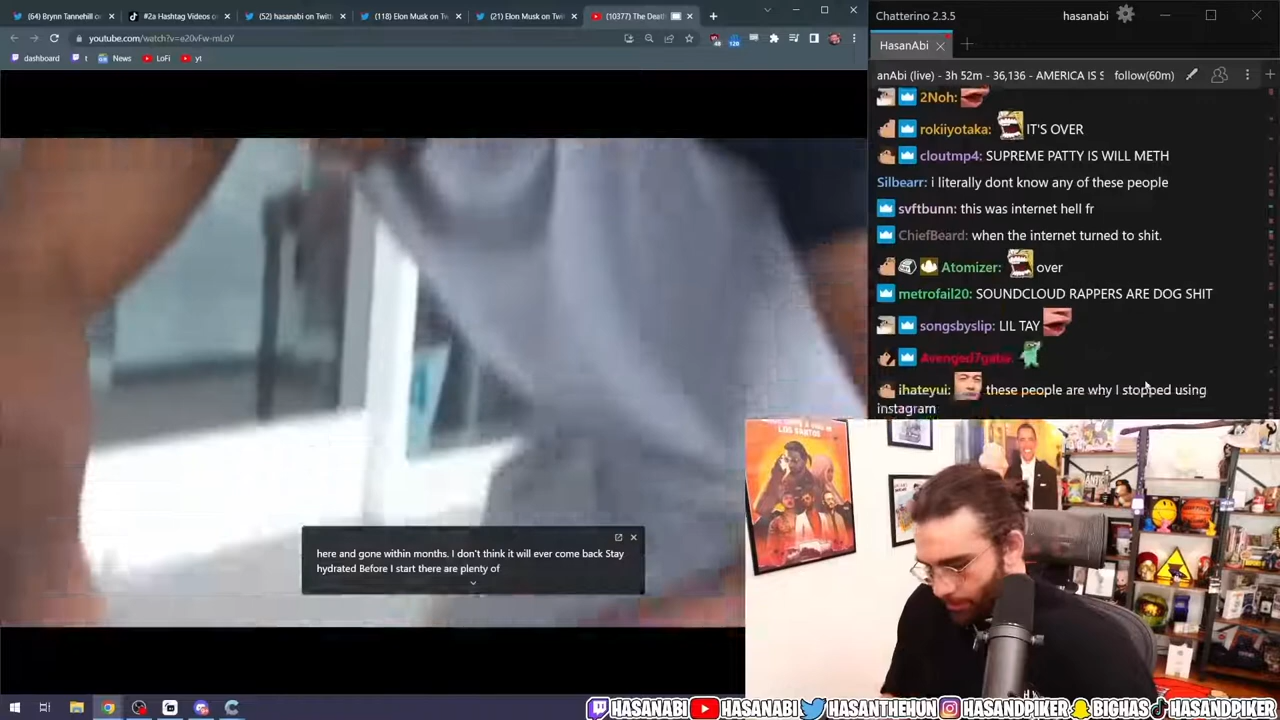 (64) Brynn Tannehill on
#2a Hashtag Videos o
(52) hasanabi on Twitt
(118) Elon Musk on Tw
(21) Elon Musk on Twit
(10377) The Death
youtube.com/watch?v=e20vFw-mLoY
dashboard
t
News
LoFi
yt
Chatterino 2.3.5
hasanabi
HasanAbi
anAbi (live) - 3h 52m - 36,136 - AMERICA IS S
follow(60m)
2Noh:
rokiiyotaka: IT'S OVER
cloutmp4: SUPREME PATTY IS WILL METH
Silbearr: i literally dont know any of these people
svftbunn: this was internet hell fr
ChiefBeard: when the internet turned to shit.
Atomizer: over
metrofail20: SOUNDCLOUD RAPPERS ARE DOG SHIT
songsbyslip: LIL TAY
ihateyui: these people are why I stopped using
instagram
here and gone within months. I don't think it will ever come back Stay
hydrated Before I start there are plenty of
LOS SANTOS
HASANABI HASANABI HASANTHEHUN HASANDPIKER BIGHAS HASANDPIKER